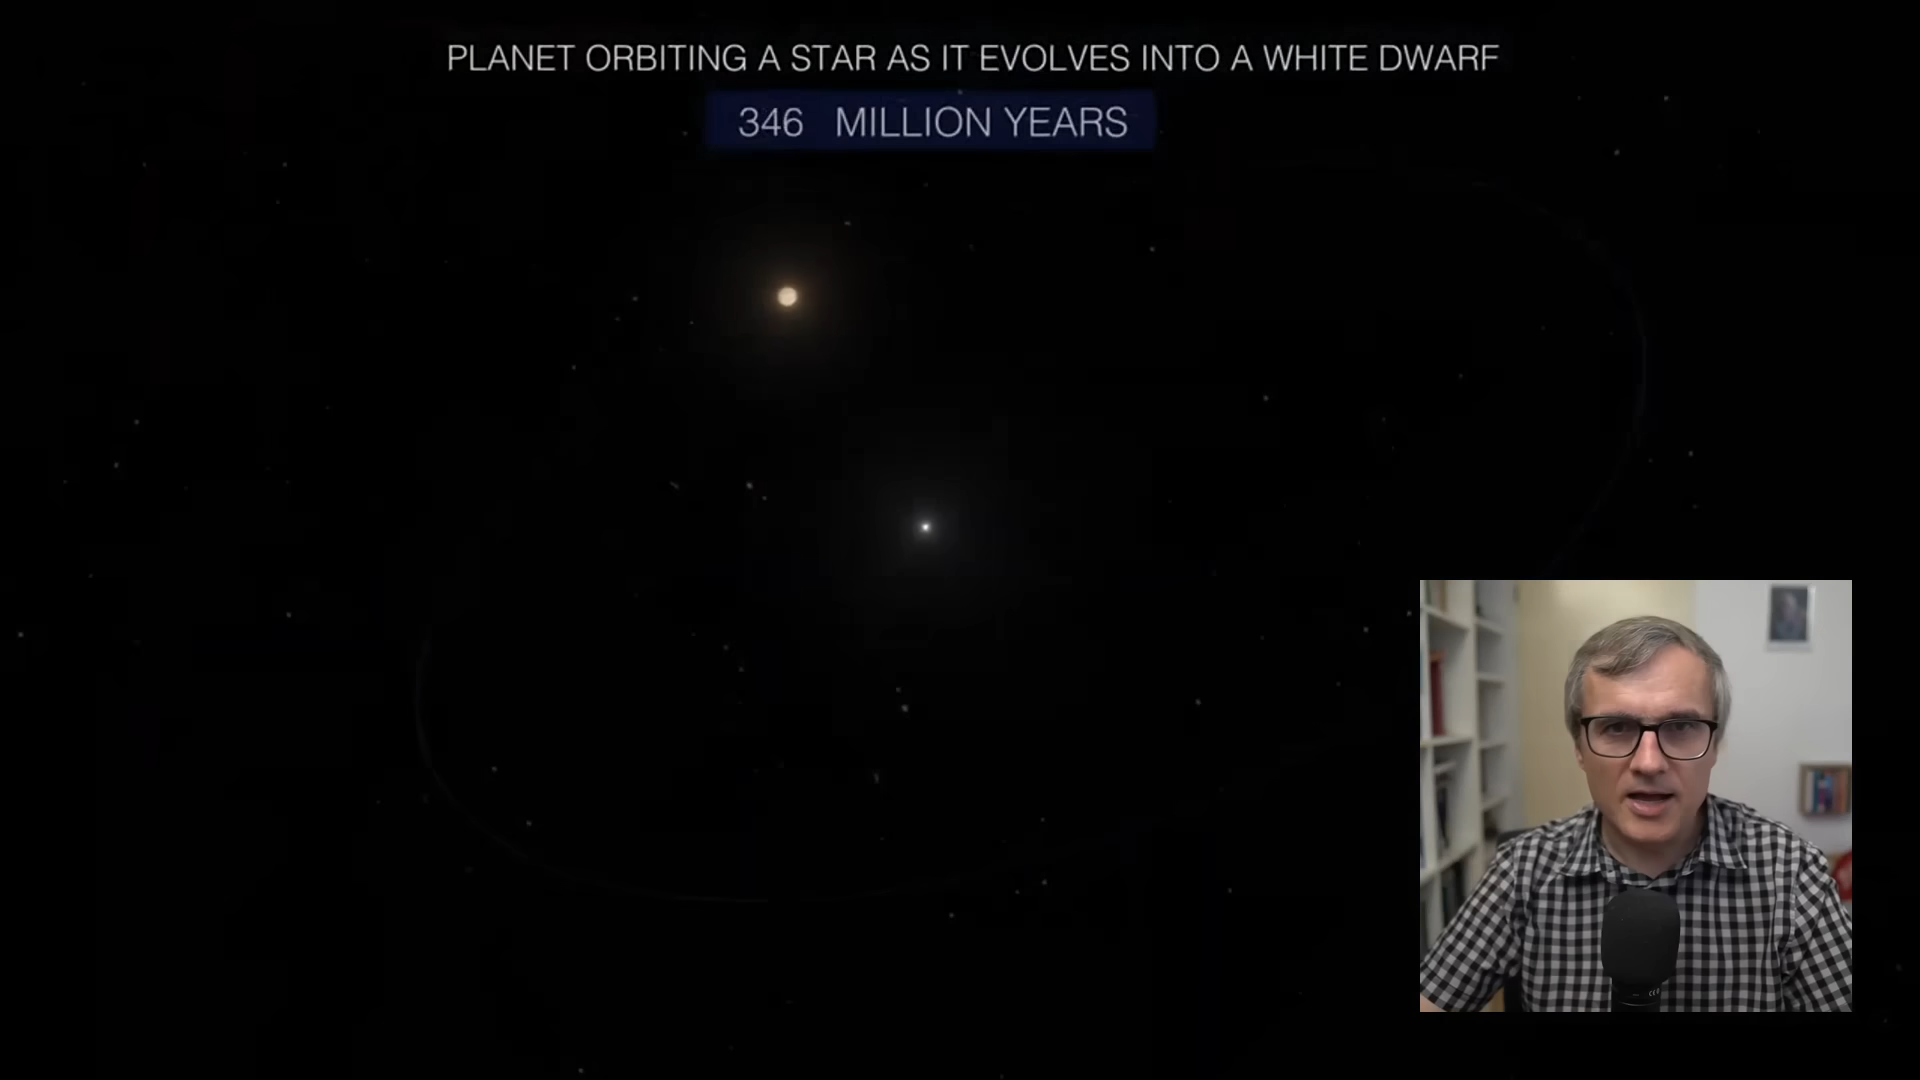 PLANET ORBITING A STAR AS IT EVOLVES INTO A WHITE DWARF
346 MILLION YEARS